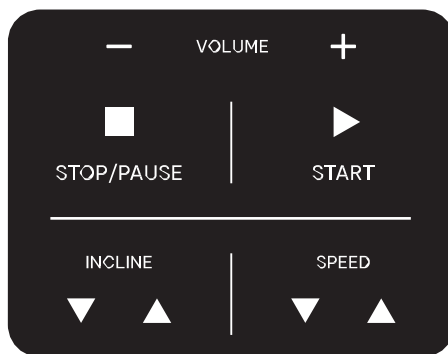 − VOLUME +
STOP/PAUSE START
INCLINE SPEED